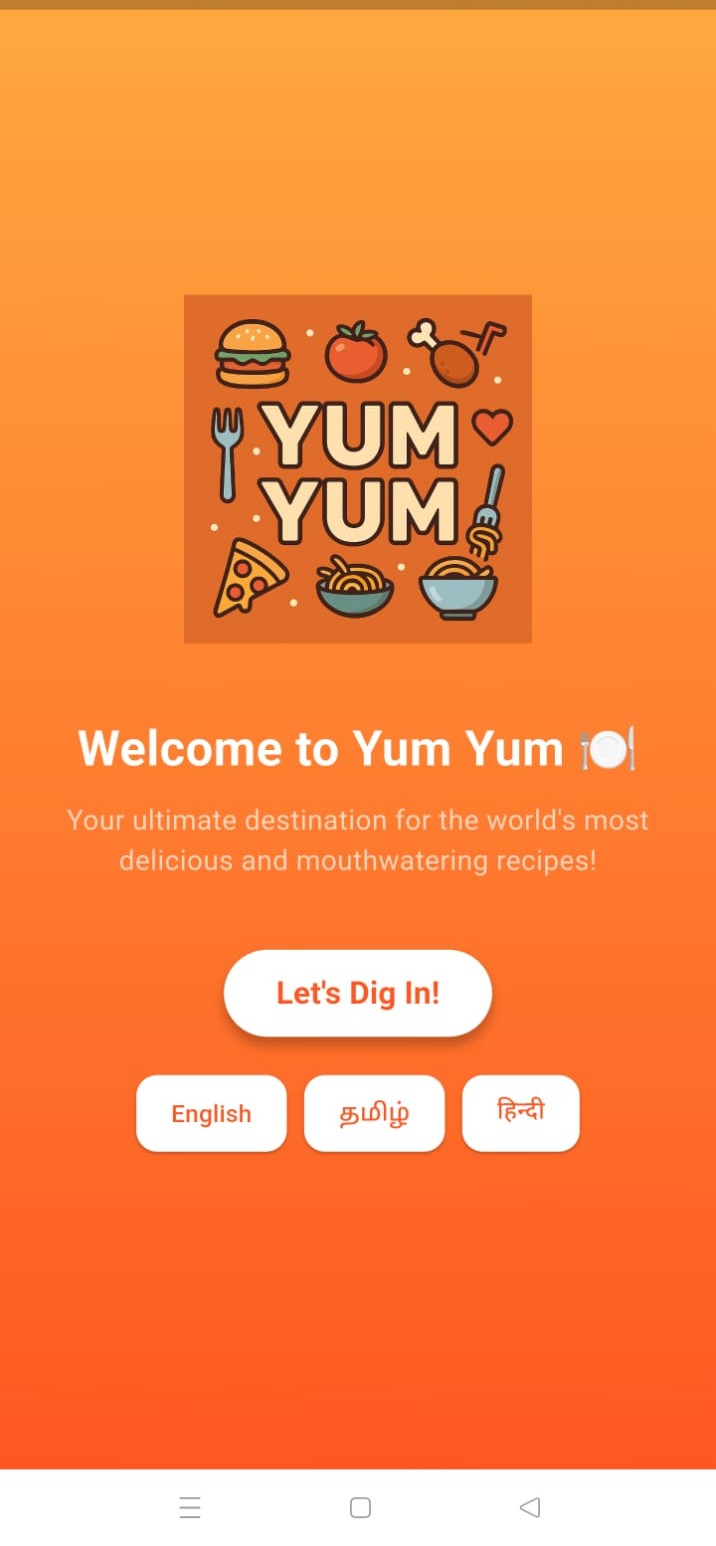 YUM
YUM
Welcome to Yum Yum 🍽️
Your ultimate destination for the world's most
delicious and mouthwatering recipes!
Let's Dig In!
English
தமிழ்
हिन्दी